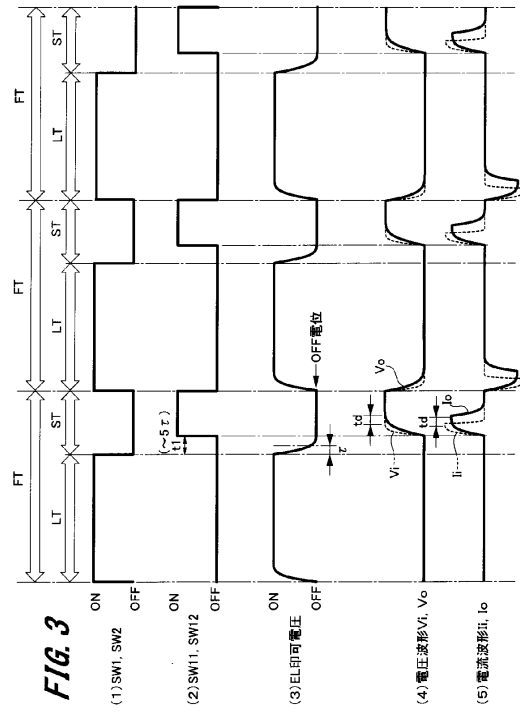 FIG. 3
FT
FT
FT
LT
ST
LT
ST
LT
ST
(1)SW1, SW2
ON
OFF
(2)SW11, SW12
ON
OFF
t1
(~5τ)
(3)EL印可電圧
ON
OFF
τ
OFF電位
(4)電圧波形Vi, Vo
Vi
td
Vo
(5)電流波形Ii, Io
Ii
td
Io